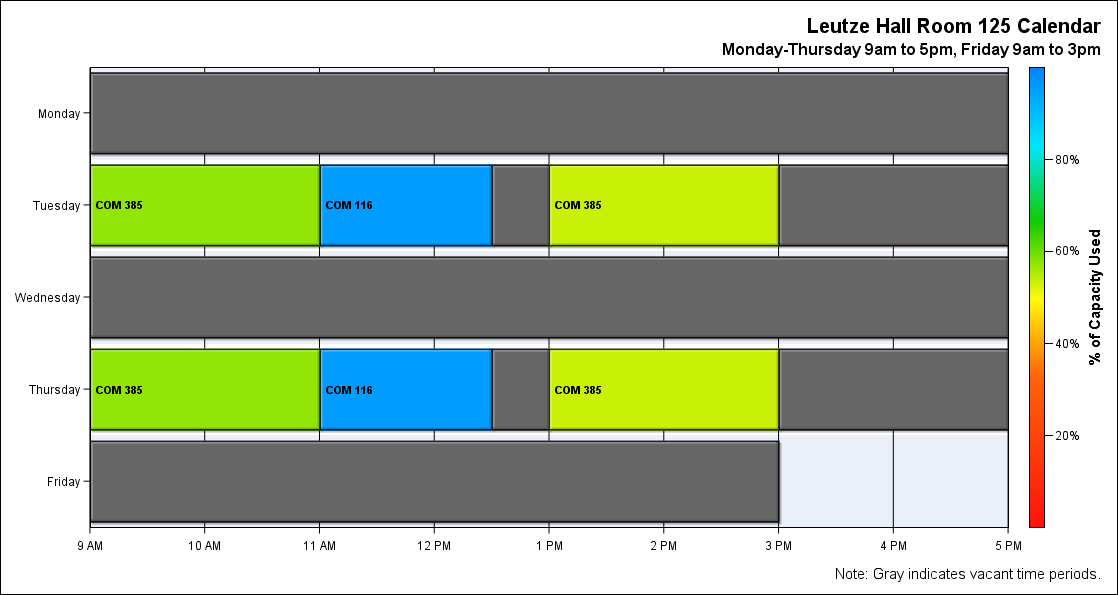 Leutze Hall Room 125 Calendar
Monday-Thursday 9am to 5pm, Friday 9am to 3pm
Monday
Tuesday
COM 385
COM 116
COM 385
Wednesday
Thursday
COM 385
COM 116
COM 385
Friday
9 AM
10 AM
11 AM
12 PM
1 PM
2 PM
3 PM
4 PM
5 PM
80%
60%
40%
20%
% of Capacity Used
Note: Gray indicates vacant time periods.